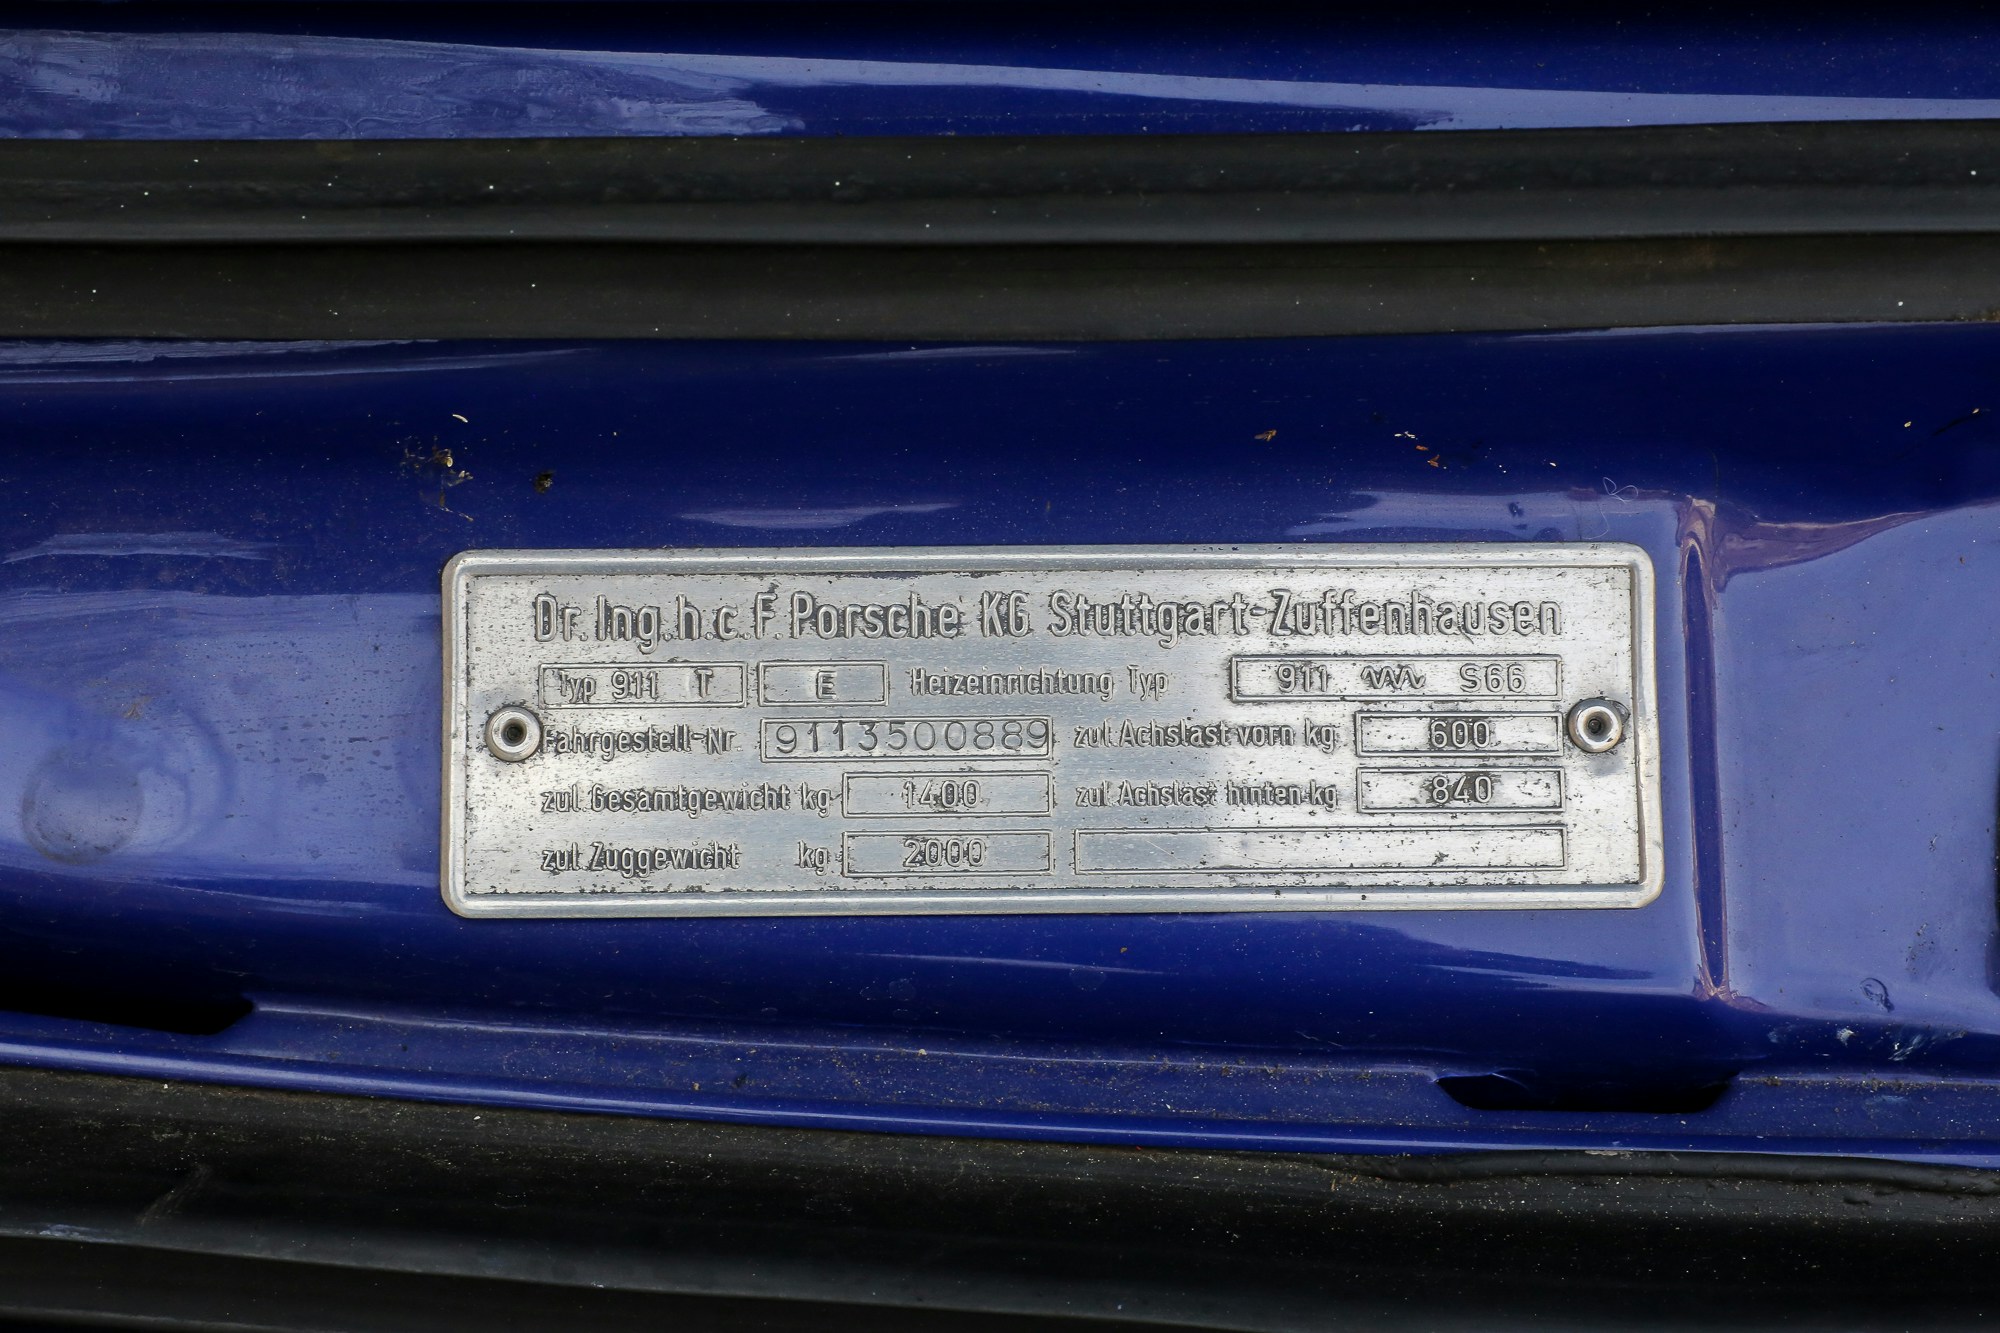 Dr. Ing. h.c. F. Porsche KG Stuttgart-Zuffenhausen
Typ 911 T E Heizeinrichtung Typ 911 S66
Fahrgestell-Nr. 9113500889 zul. Achslast vorn kg 600
zul. Gesamtgewicht kg 1400 zul. Achslast hinten kg 840
zul. Zuggewicht kg 2000